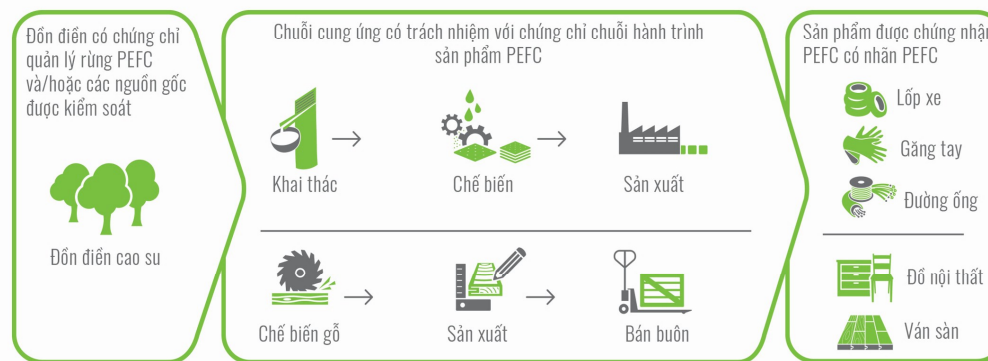 Đồn điền có chứng chỉ
quản lý rừng PEFC
và/hoặc các nguồn gốc
được kiểm soát
Đồn điền cao su
Chuỗi cung ứng có trách nhiệm với chứng chỉ chuỗi hành trình
sản phẩm PEFC
Khai thác
Chế biến
Sản xuất
Chế biến gỗ
Sản xuất
Bán buôn
Sản phẩm được chứng nhận
PEFC có nhãn PEFC
Lốp xe
Găng tay
Đường ống
Đồ nội thất
Ván sàn